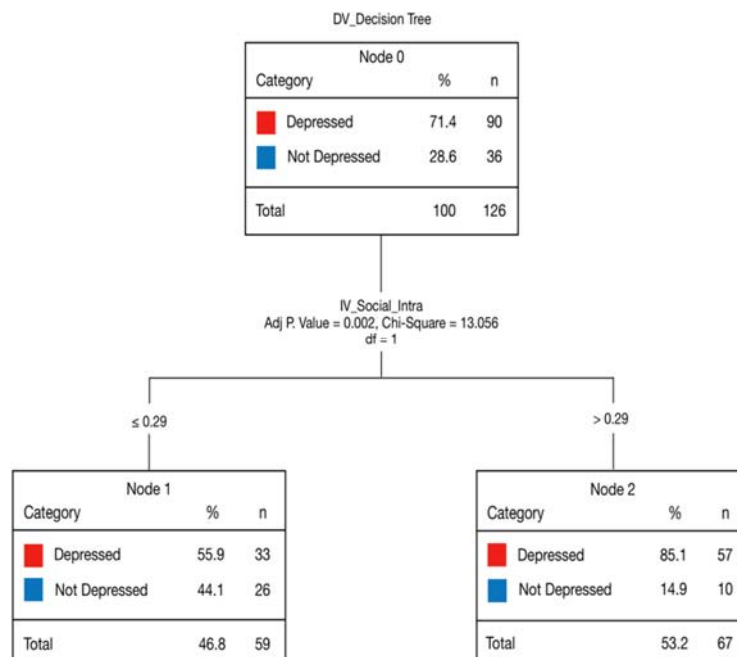 DV_Decision Tree
Node 0
Category % n
Depressed 71.4 90
Not Depressed 28.6 36
Total 100 126
IV_Social_Intra
Adj P. Value = 0.002, Chi-Square = 13.056
df = 1
≤ 0.29
> 0.29
Node 1
Category % n
Depressed 55.9 33
Not Depressed 44.1 26
Total 46.8 59
Node 2
Category % n
Depressed 85.1 57
Not Depressed 14.9 10
Total 53.2 67